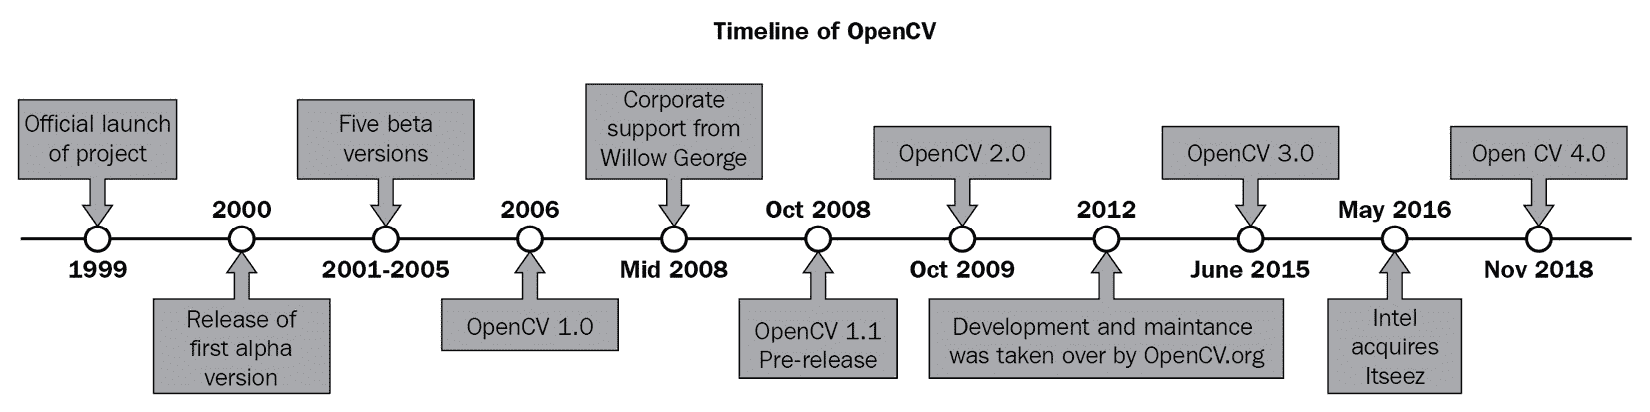 Timeline of OpenCV
Official launch
of project
1999
2000
Release of
first alpha
version
Five beta
versions
2001-2005
2006
OpenCV 1.0
Corporate
support from
Willow George
Mid 2008
Oct 2008
OpenCV 1.1
Pre-release
OpenCV 2.0
Oct 2009
2012
Development and maintance
was taken over by OpenCV.org
OpenCV 3.0
June 2015
May 2016
Intel
acquires
Itseez
Open CV 4.0
Nov 2018